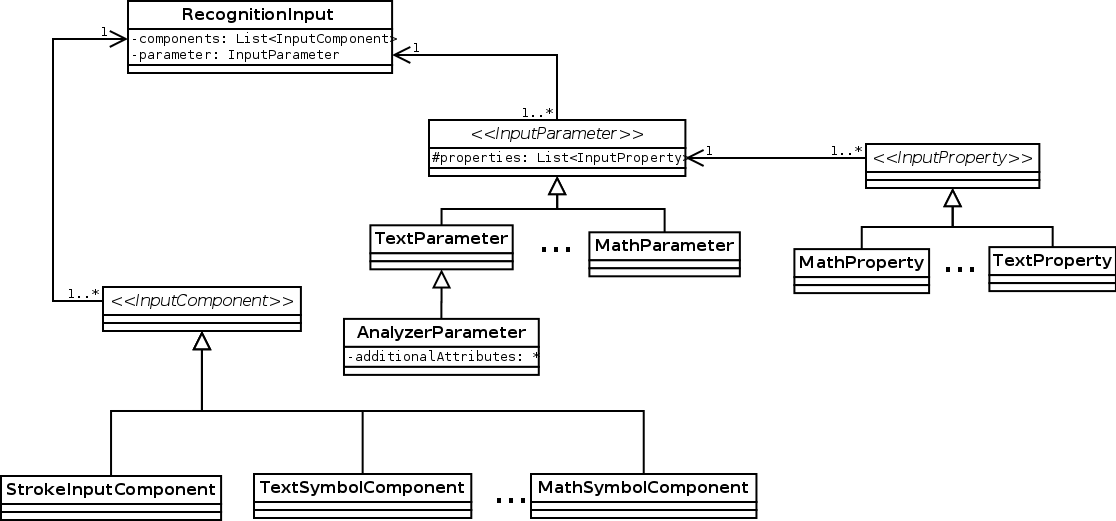 RecognitionInput
-components: List<InputComponent>
-parameter: InputParameter
1
1
1..*
<<InputParameter>>
#properties: List<InputProperty>
1
1..*
<<InputProperty>>
TextParameter
...
MathParameter
MathProperty
...
TextProperty
1..*
<<InputComponent>>
AnalyzerParameter
-additionalAttributes: *
StrokeInputComponent
TextSymbolComponent
...
MathSymbolComponent